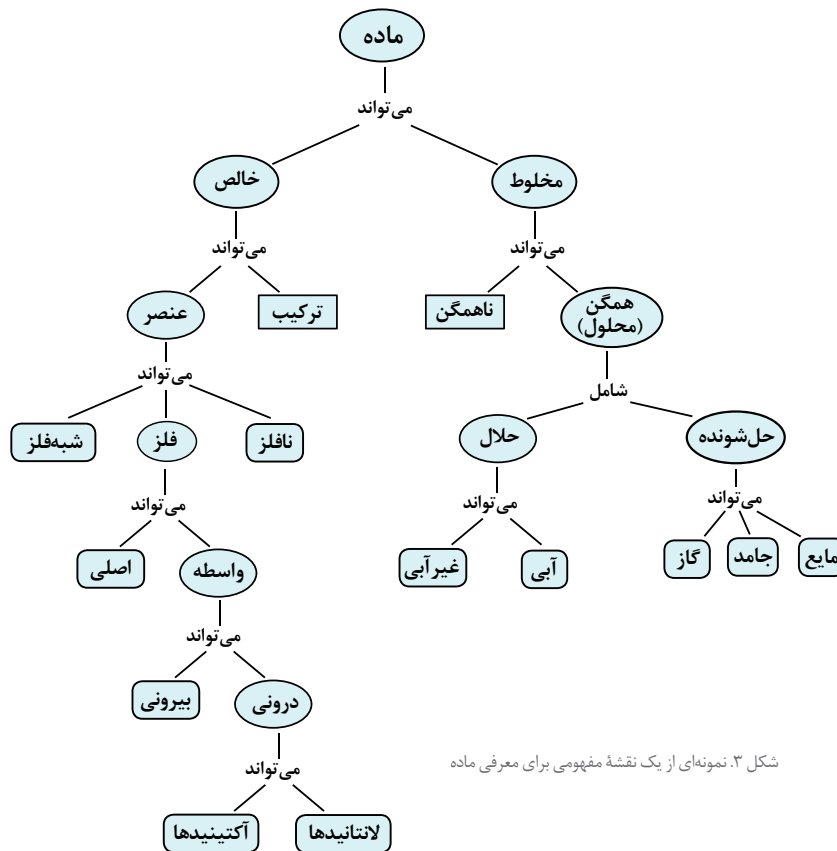 ماده
می‌تواند
مخلوط
خالص
می‌تواند
می‌تواند
همگن
(محلول)
ناهمگن
ترکیب
عنصر
شامل
می‌تواند
حل‌شونده
حلال
نافلز
فلز
شبه‌فلز
می‌تواند
می‌تواند
می‌تواند
مایع
جامد
گاز
آبی
غیرآبی
واسطه
اصلی
می‌تواند
درونی
بیرونی
می‌تواند
لانتانیدها
آکتینیدها
شکل ۳. نمونه‌ای از یک نقشۀ مفهومی برای معرفی ماده